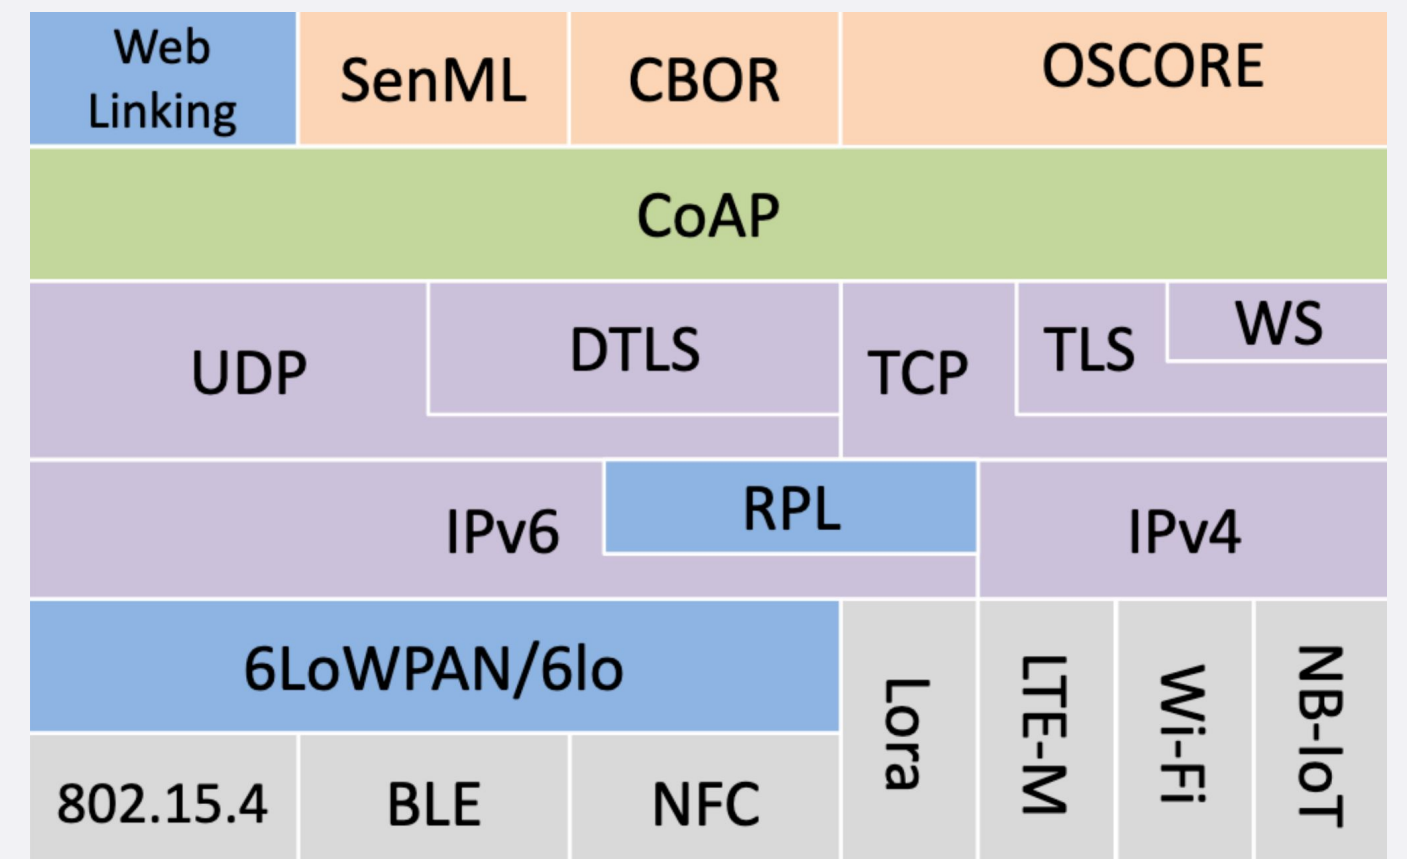 Web
Linking
SenML
CBOR
OSCORE
CoAP
UDP
DTLS
TCP
TLS
WS
IPv6
RPL
IPv4
6LoWPAN/6lo
Lora
LTE-M
Wi-Fi
NB-IoT
802.15.4
BLE
NFC